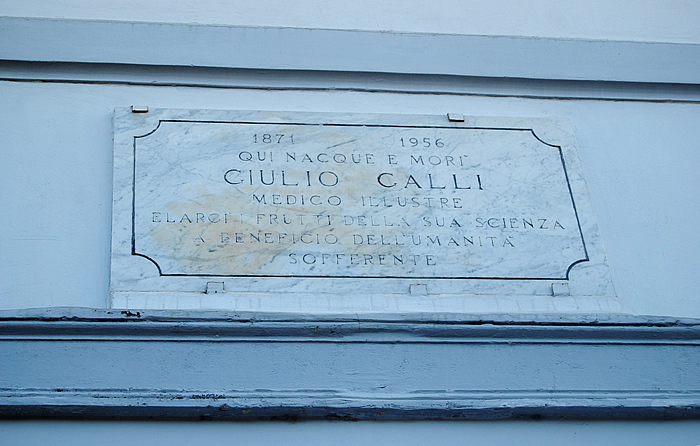 1871 1956
QUI NACQUE E MORÌ
GIULIO GALLI
MEDICO ILLUSTRE
ELARGÌ I FRUTTI DELLA SUA SCIENZA
A BENEFICIO DELL'UMANITÀ
SOFFERENTE